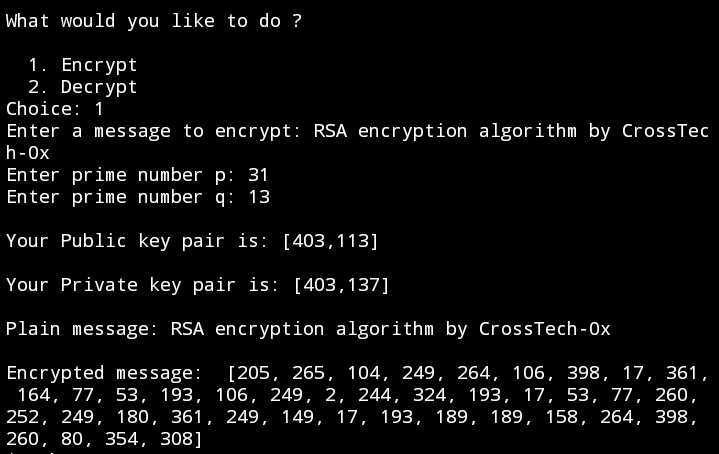 What would you like to do ?
1. Encrypt
2. Decrypt
Choice: 1
Enter a message to encrypt: RSA encryption algorithm by CrossTec
h-0x
Enter prime number p: 31
Enter prime number q: 13
Your Public key pair is: [403,113]
Your Private key pair is: [403,137]
Plain message: RSA encryption algorithm by CrossTech-0x
Encrypted message:  [205, 265, 104, 249, 264, 106, 398, 17, 361,
164, 77, 53, 193, 106, 249, 2, 244, 324, 193, 17, 53, 77, 260,
252, 249, 180, 361, 249, 149, 17, 193, 189, 189, 158, 264, 398,
260, 80, 354, 308]